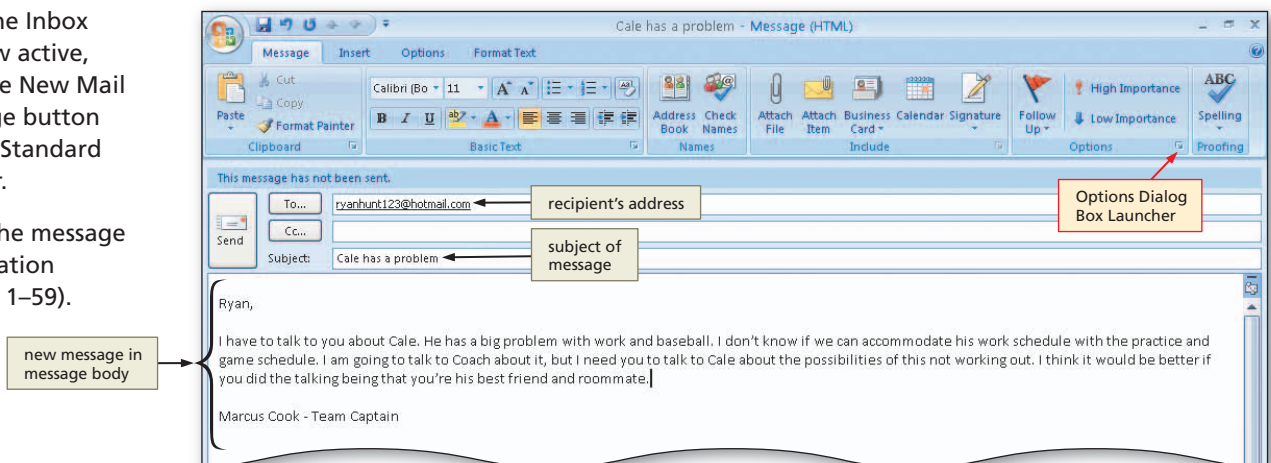 ne Inbox
w active,
e New Mail
ge button
Standard
r.
he message
ation
1–59).
new message in
message body
Cale has a problem - Message (HTML)
Message Insert Options Format Text
Paste
Cut
Copy
Format Painter
Clipboard
Calibri (Bo 11
B I U
Basic Text
Address Book
Check Names
Names
Attach File
Attach Item
Business Card
Calendar
Signature
Include
Follow Up
High Importance
Low Importance
Options
ABC
Spelling
Proofing
Options Dialog
Box Launcher
This message has not been sent.
Send
To... ryanhunt123@hotmail.com
recipient's address
Cc...
Subject: Cale has a problem
subject of
message
Ryan,
I have to talk to you about Cale. He has a big problem with work and baseball. I don't know if we can accommodate his work schedule with the practice and
game schedule. I am going to talk to Coach about it, but I need you to talk to Cale about the possibilities of this not working out. I think it would be better if
you did the talking being that you're his best friend and roommate.
Marcus Cook - Team Captain